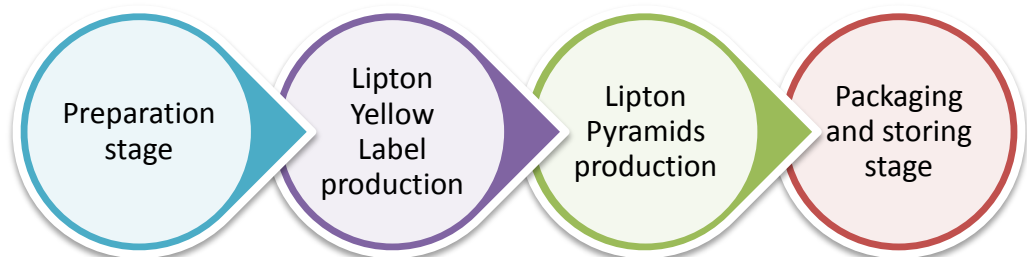 Preparation
stage
Lipton
Yellow
Label
production
Lipton
Pyramids
production
Packaging
and storing
stage